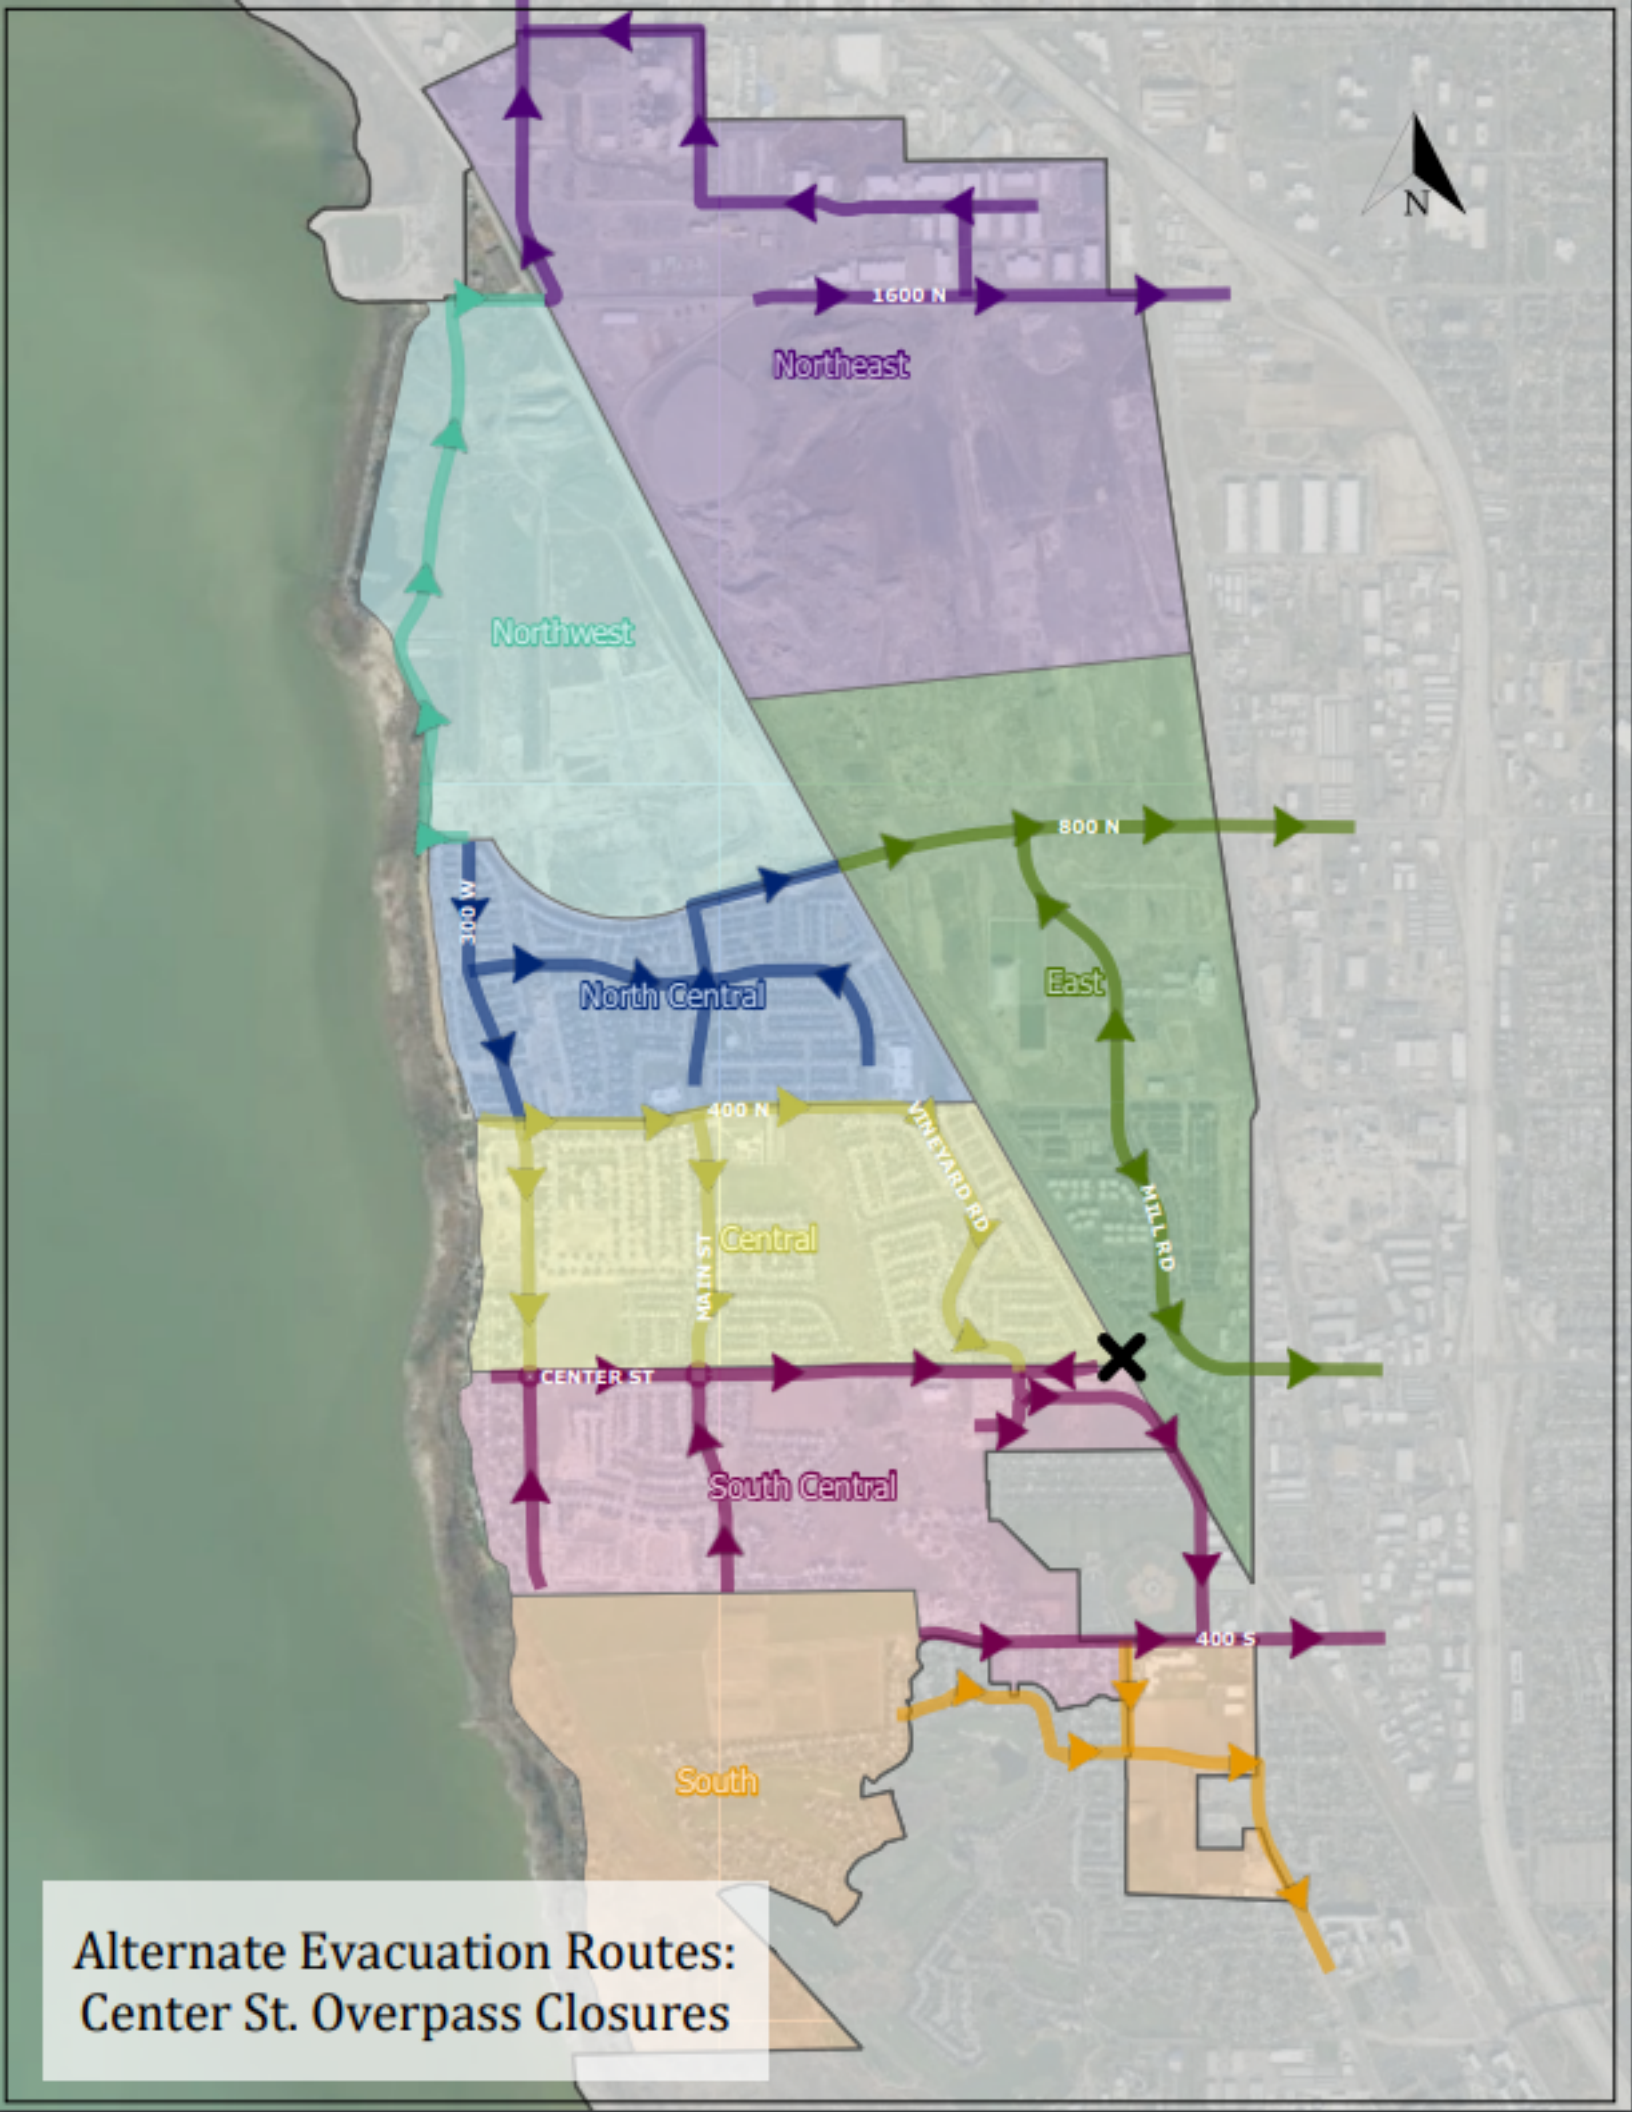 N
1600 N
Northeast
Northwest
800 N
300 W
East
North Central
400 N
VINEYARD RD
MILL RD
Central
MAIN ST
CENTER ST
South Central
400 S
South
Alternate Evacuation Routes:
Center St. Overpass Closures